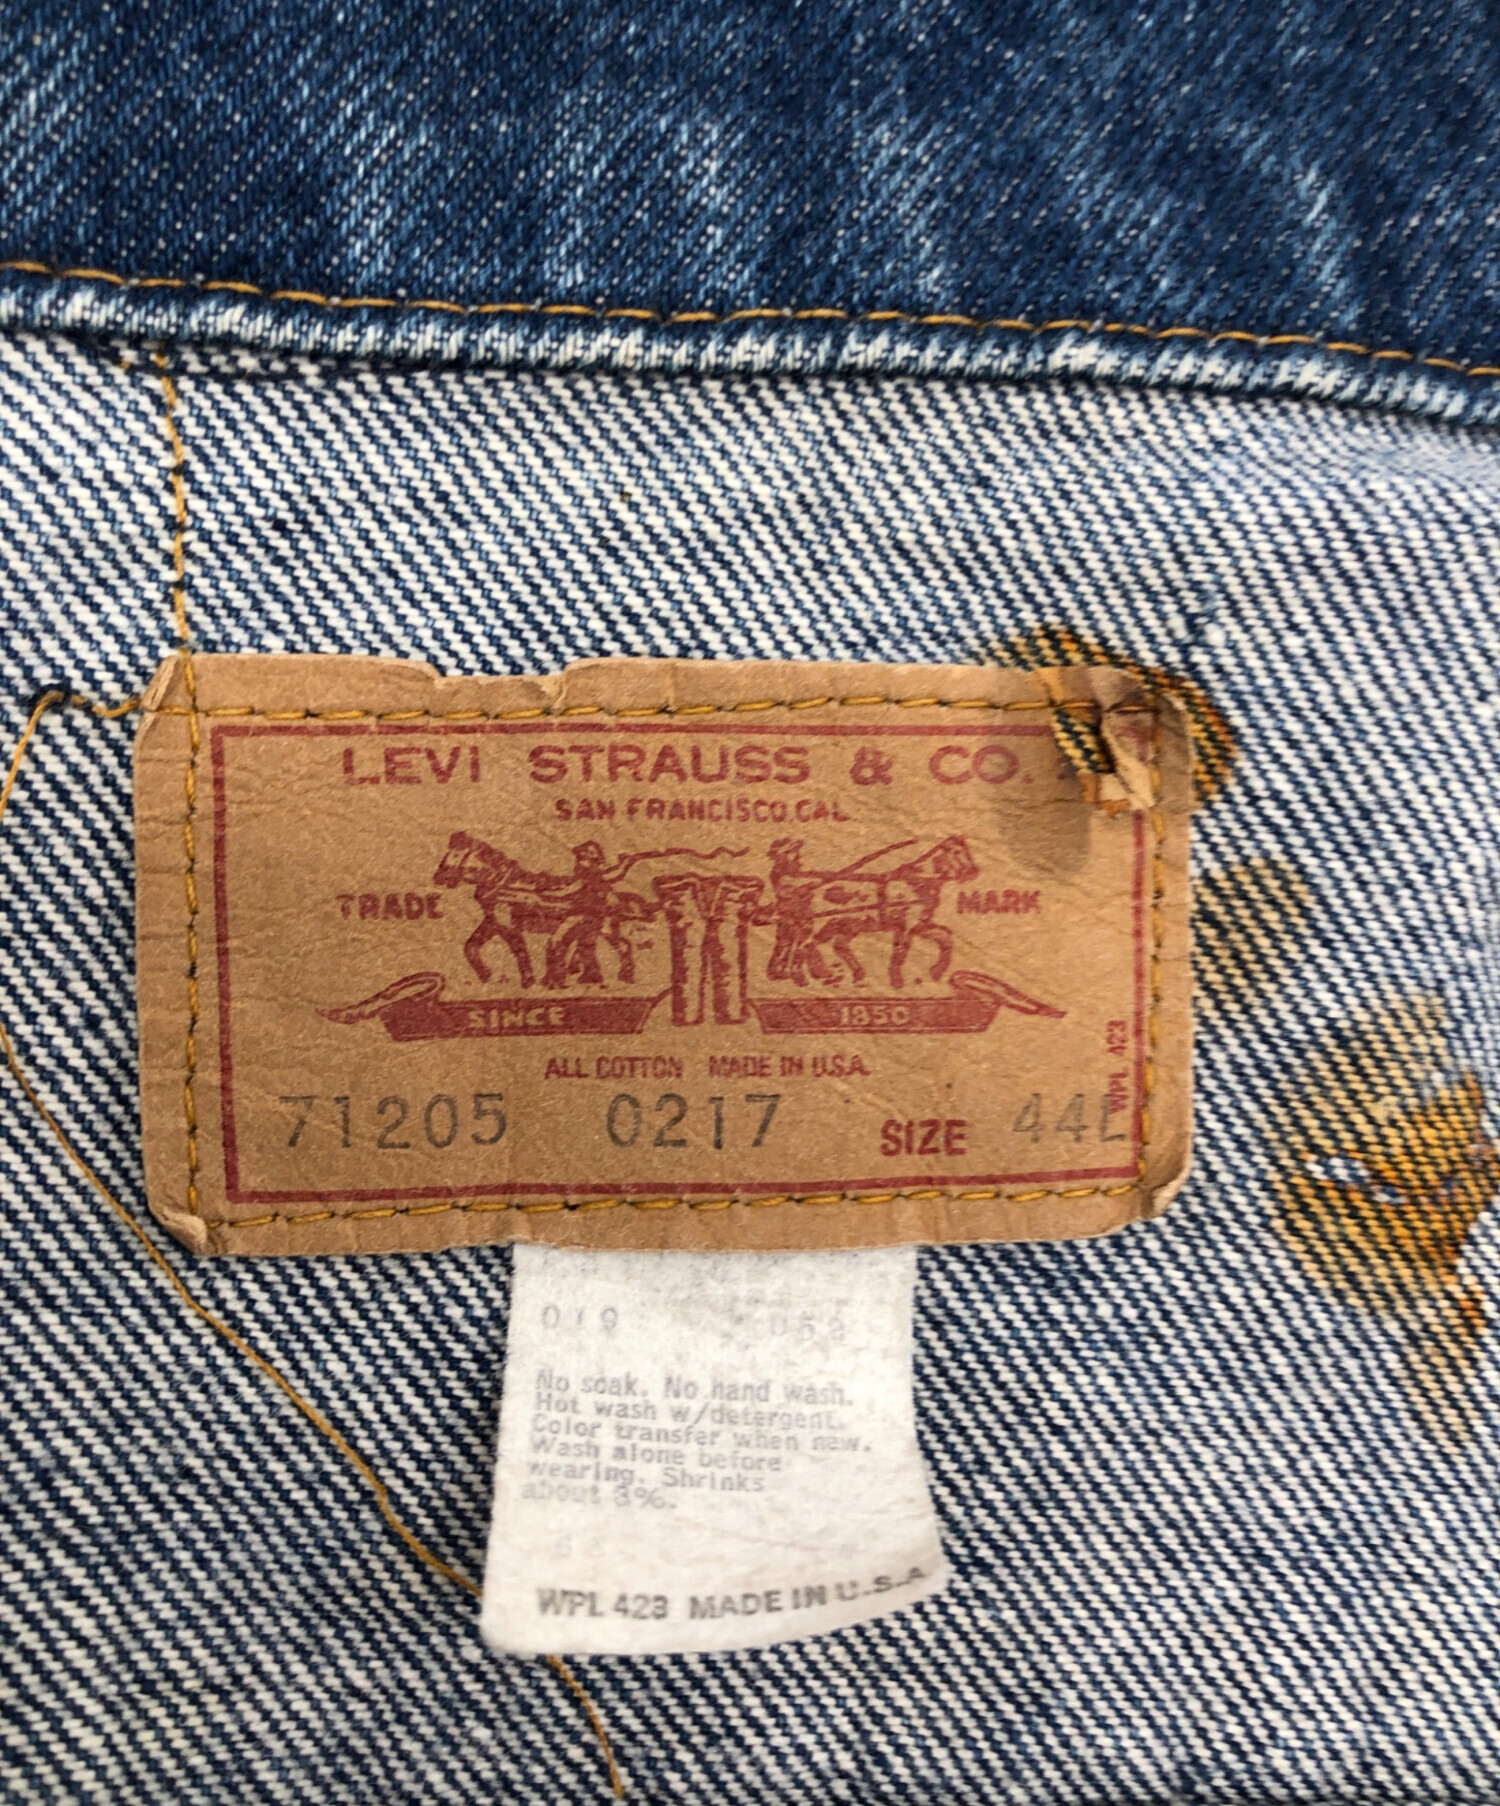 LEVI STRAUSS & CO.
SAN FRANCISCO, CAL.
TRADE MARK
SINCE 1850
ALL COTTON MADE IN U.S.A.
WPL 423
71205 0217 SIZE 44L
019 052
No soak. No hand wash.
Hot wash w/detergent.
Color transfer when new.
Wash alone before
wearing. Shrinks
about 3%.
WPL 423 MADE IN U.S.A